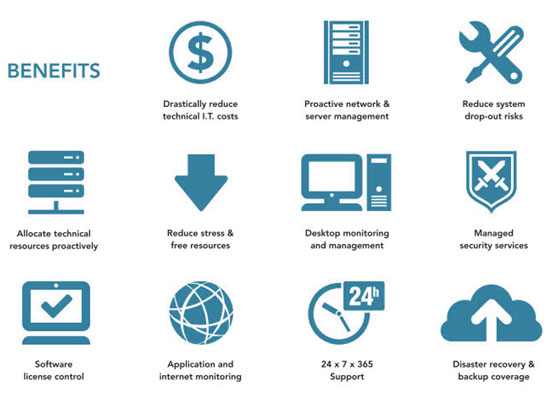 BENEFITS
$
Drastically reduce
technical I.T. costs
Proactive network &
server management
Reduce system
drop-out risks
Allocate technical
resources proactively
Reduce stress &
free resources
Desktop monitoring
and management
Managed
security services
Software
license control
Application and
internet monitoring
24h
24 x 7 x 365
Support
Disaster recovery &
backup coverage